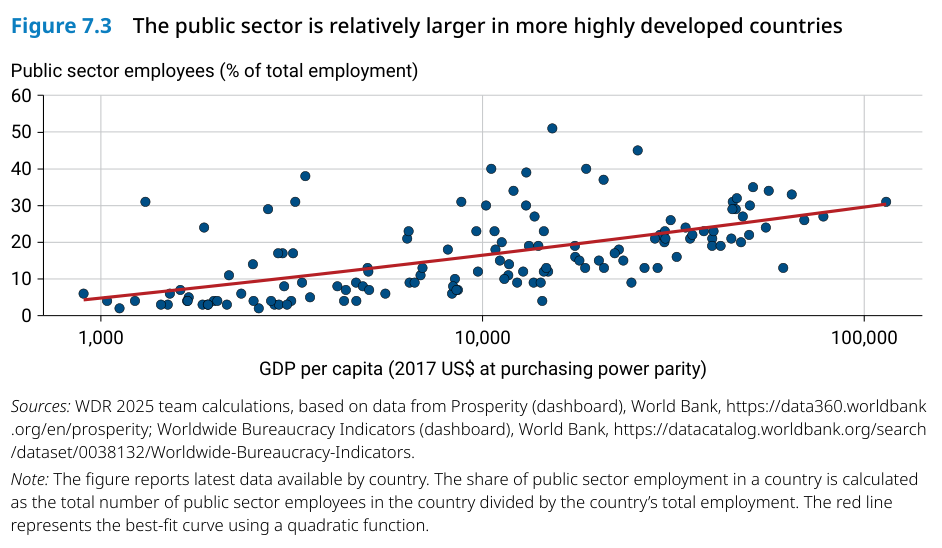 Figure 7.3 The public sector is relatively larger in more highly developed countries
Public sector employees (% of total employment)
60
50
40
30
20
10
0
1,000
10,000
100,000
GDP per capita (2017 US$ at purchasing power parity)
Sources: WDR 2025 team calculations, based on data from Prosperity (dashboard), World Bank, https://data360.worldbank
.org/en/prosperity; Worldwide Bureaucracy Indicators (dashboard), World Bank, https://datacatalog.worldbank.org/search
/dataset/0038132/Worldwide-Bureaucracy-Indicators.
Note: The figure reports latest data available by country. The share of public sector employment in a country is calculated
as the total number of public sector employees in the country divided by the country’s total employment. The red line
represents the best-fit curve using a quadratic function.